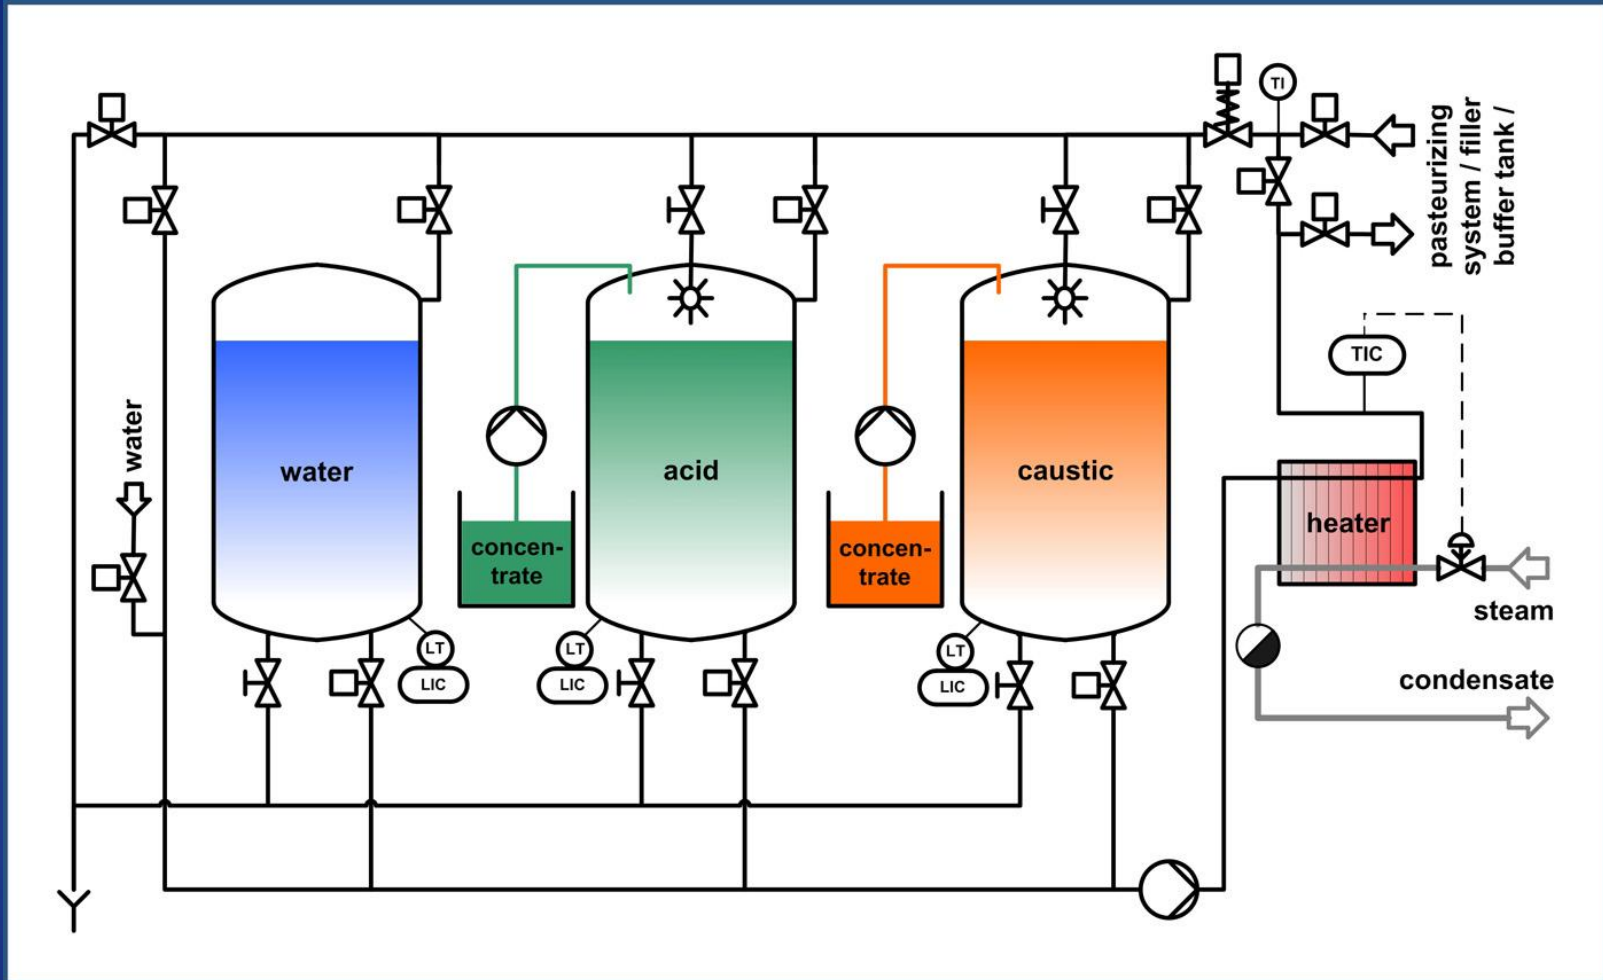 TI
pasteurizing
system / filler
buffer tank /
TIC
water
water
acid
caustic
concen-
trate
concen-
trate
heater
steam
condensate
LT
LIC
LT
LIC
LT
LIC